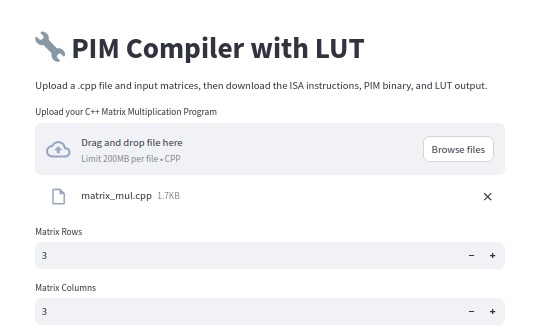 PIM Compiler with LUT
Upload a .cpp file and input matrices, then download the ISA instructions, PIM binary, and LUT output.
Upload your C++ Matrix Multiplication Program
Drag and drop file here
Limit 200MB per file • CPP
Browse files
matrix_mul.cpp 1.7KB
Matrix Rows
3
Matrix Columns
3